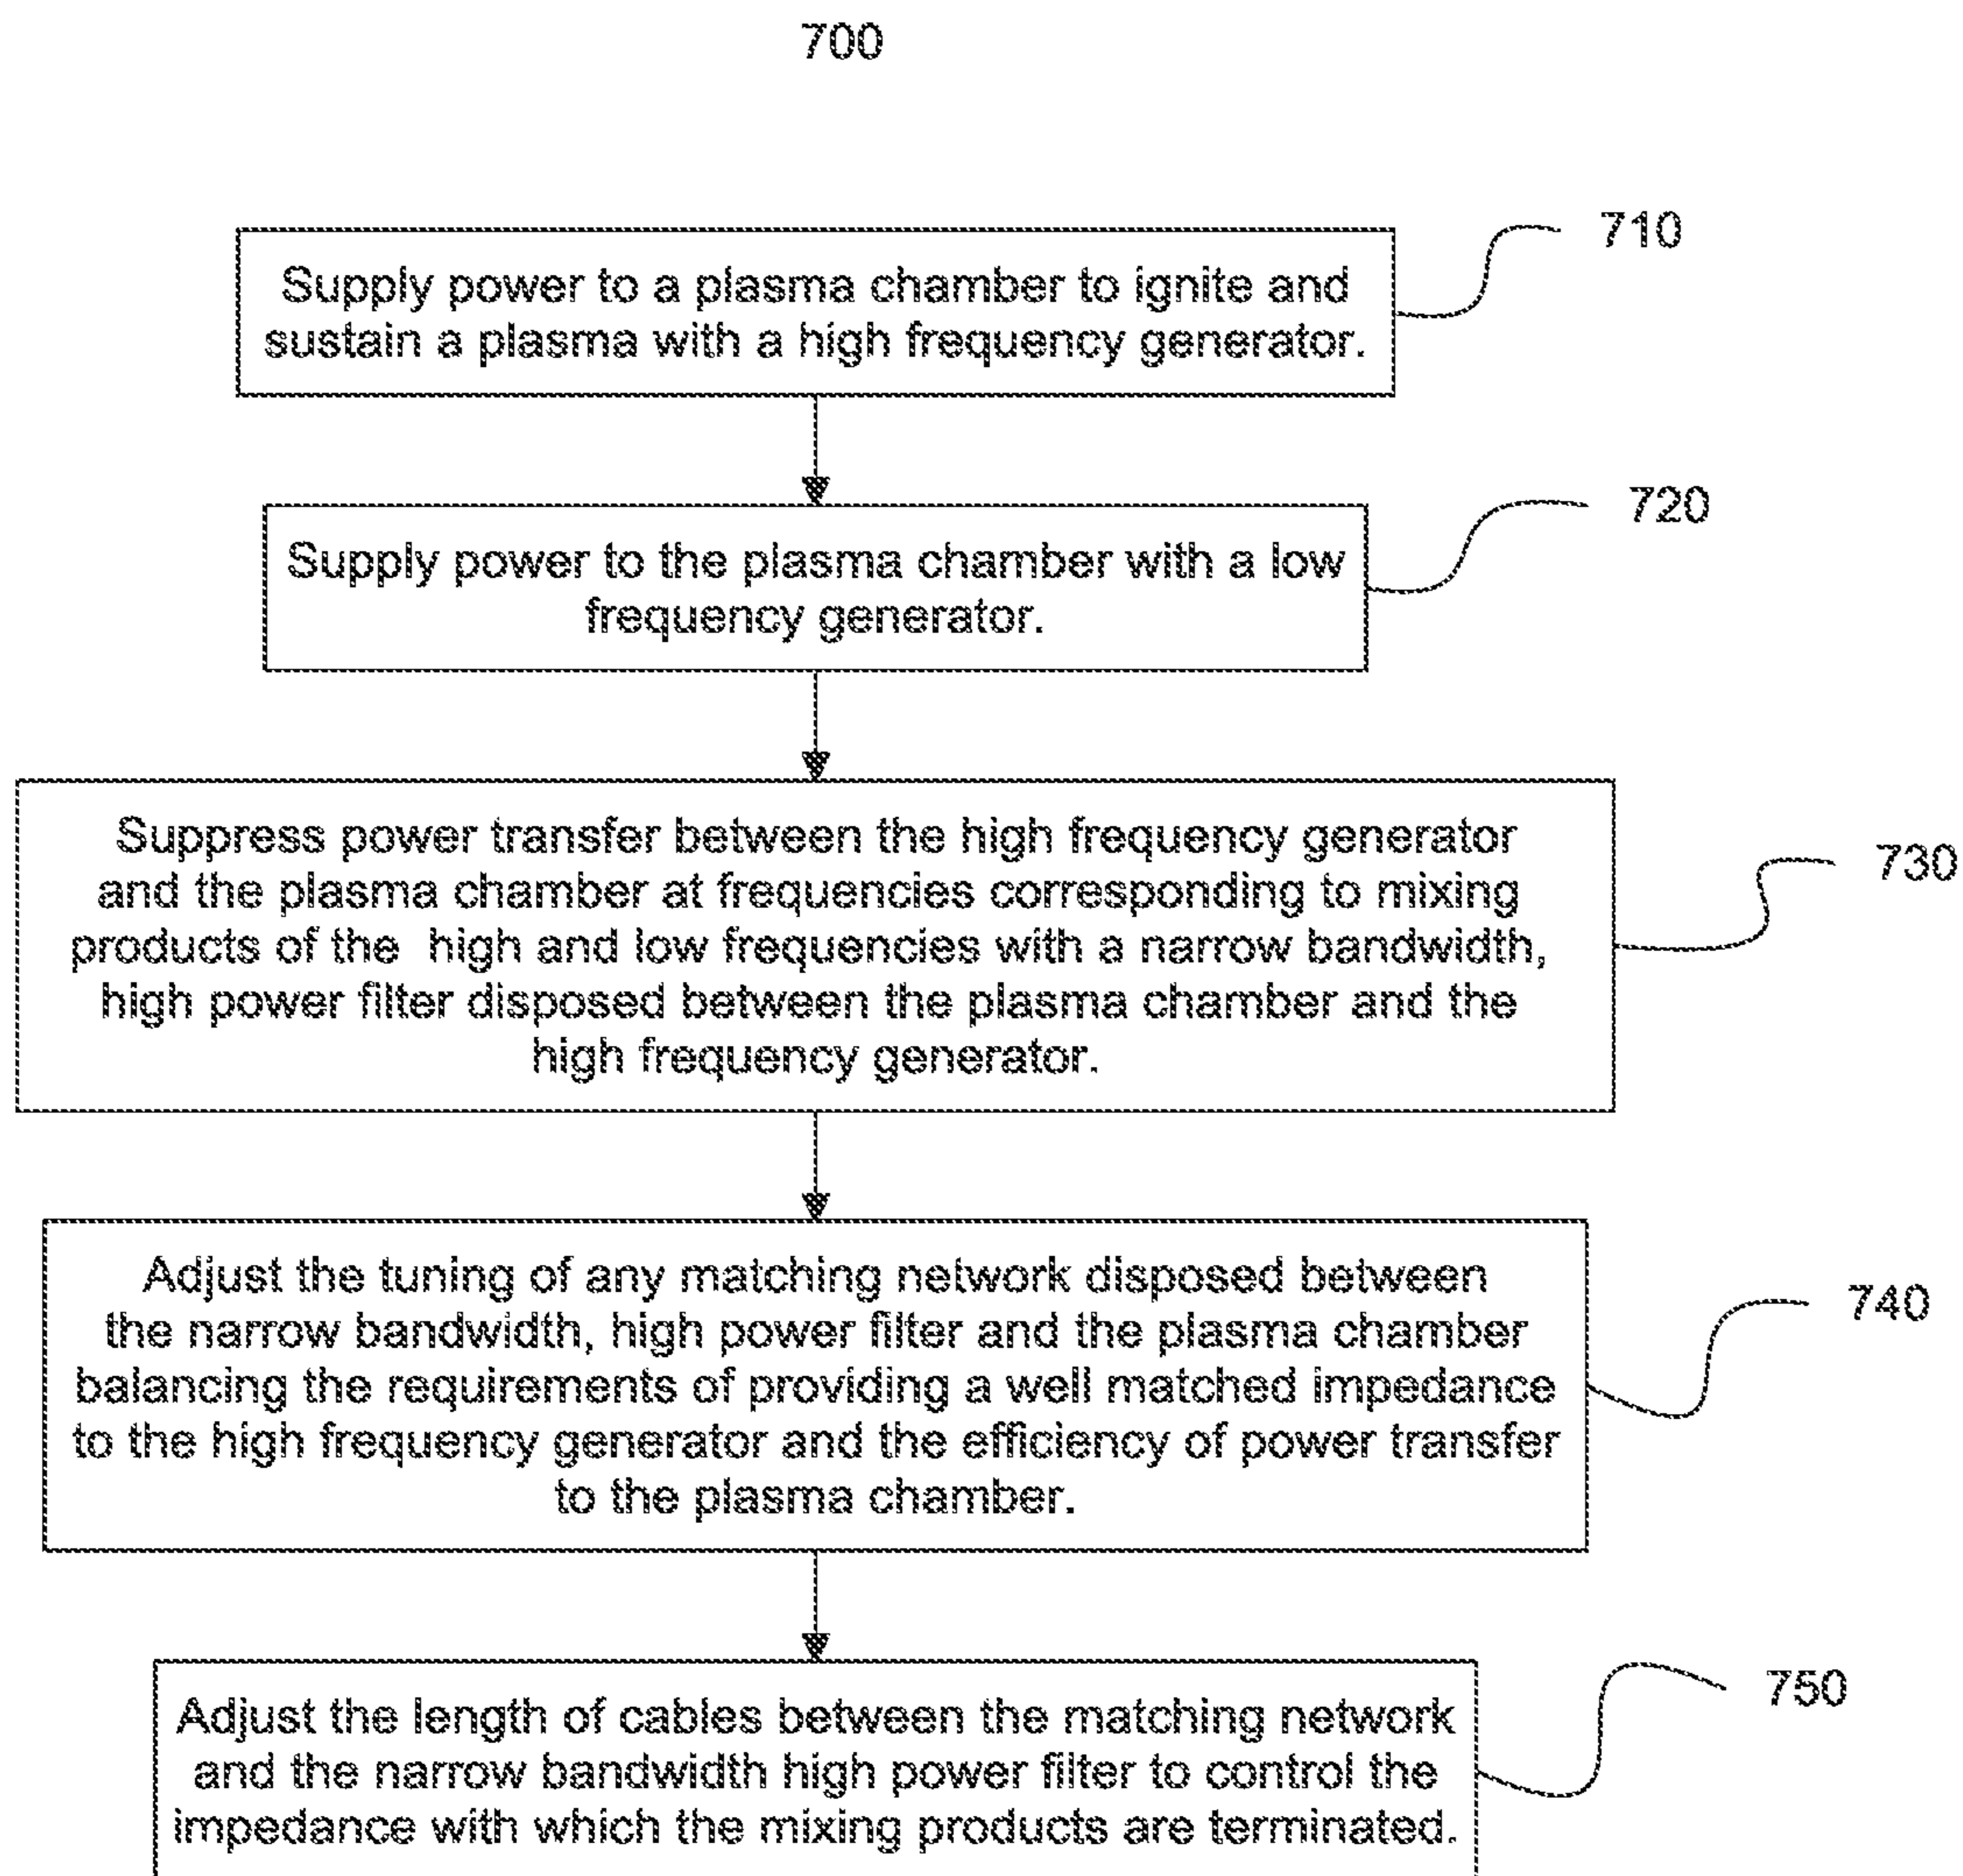 700
Supply power to a plasma chamber to ignite and
sustain a plasma with a high frequency generator.
710
Supply power to the plasma chamber with a low
frequency generator.
720
Suppress power transfer between the high frequency generator
and the plasma chamber at frequencies corresponding to mixing
products of the high and low frequencies with a narrow bandwidth,
high power filter disposed between the plasma chamber and the
high frequency generator.
730
Adjust the tuning of any matching network disposed between
the narrow bandwidth, high power filter and the plasma chamber
balancing the requirements of providing a well matched impedance
to the high frequency generator and the efficiency of power transfer
to the plasma chamber.
740
Adjust the length of cables between the matching network
and the narrow bandwidth high power filter to control the
impedance with which the mixing products are terminated.
750